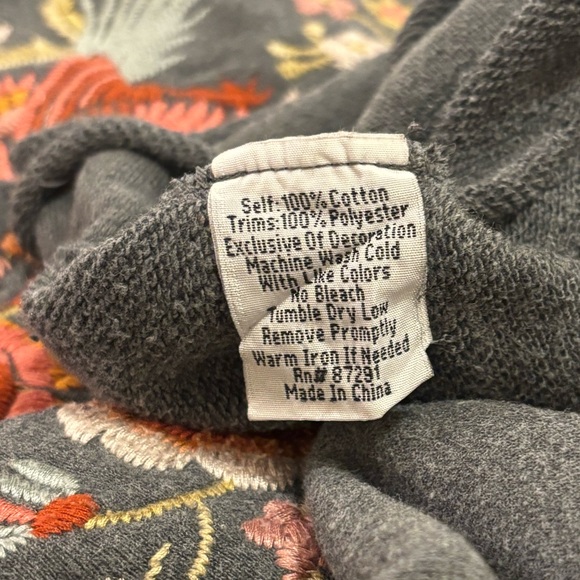 Self:100% Cotton
Trims:100% Polyester
Exclusive Of Decoration
Machine Wash Cold
With Like Colors
No Bleach
Tumble Dry Low
Remove Promptly
Warm Iron If Needed
Rn# 87291
Made In China